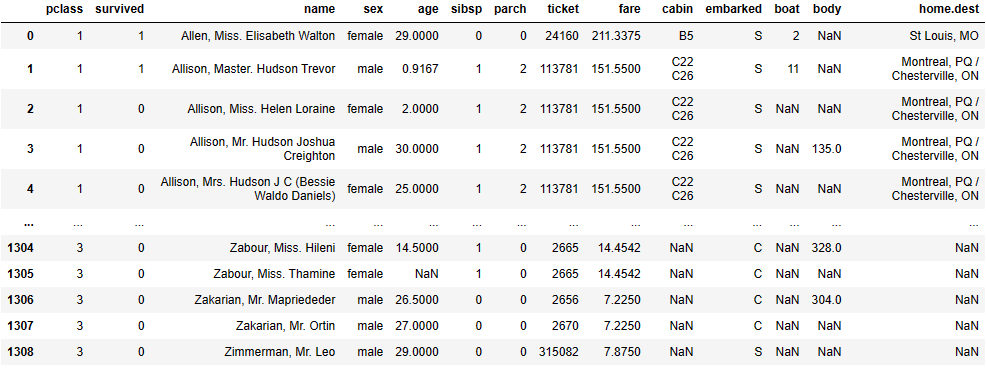 pclass survived name sex age sibsp parch ticket fare cabin embarked boat body home.dest
0 1 1 Allen, Miss. Elisabeth Walton female 29.0000 0 0 24160 211.3375 B5 S 2 NaN St Louis, MO
1 1 1 Allison, Master. Hudson Trevor male 0.9167 1 2 113781 151.5500 C22 C26 S 11 NaN Montreal, PQ / Chesterville, ON
2 1 0 Allison, Miss. Helen Loraine female 2.0000 1 2 113781 151.5500 C22 C26 S NaN NaN Montreal, PQ / Chesterville, ON
3 1 0 Allison, Mr. Hudson Joshua Creighton male 30.0000 1 2 113781 151.5500 C22 C26 S NaN 135.0 Montreal, PQ / Chesterville, ON
4 1 0 Allison, Mrs. Hudson J C (Bessie Waldo Daniels) female 25.0000 1 2 113781 151.5500 C22 C26 S NaN NaN Montreal, PQ / Chesterville, ON
... ... ... ... ... ... ... ... ... ... ... ... ... ... ...
1304 3 0 Zabour, Miss. Hileni female 14.5000 1 0 2665 14.4542 NaN C NaN 328.0 NaN
1305 3 0 Zabour, Miss. Thamine female NaN 1 0 2665 14.4542 NaN C NaN NaN NaN
1306 3 0 Zakarian, Mr. Mapriededer male 26.5000 0 0 2656 7.2250 NaN C NaN 304.0 NaN
1307 3 0 Zakarian, Mr. Ortin male 27.0000 0 0 2670 7.2250 NaN C NaN NaN NaN
1308 3 0 Zimmerman, Mr. Leo male 29.0000 0 0 315082 7.8750 NaN S NaN NaN NaN